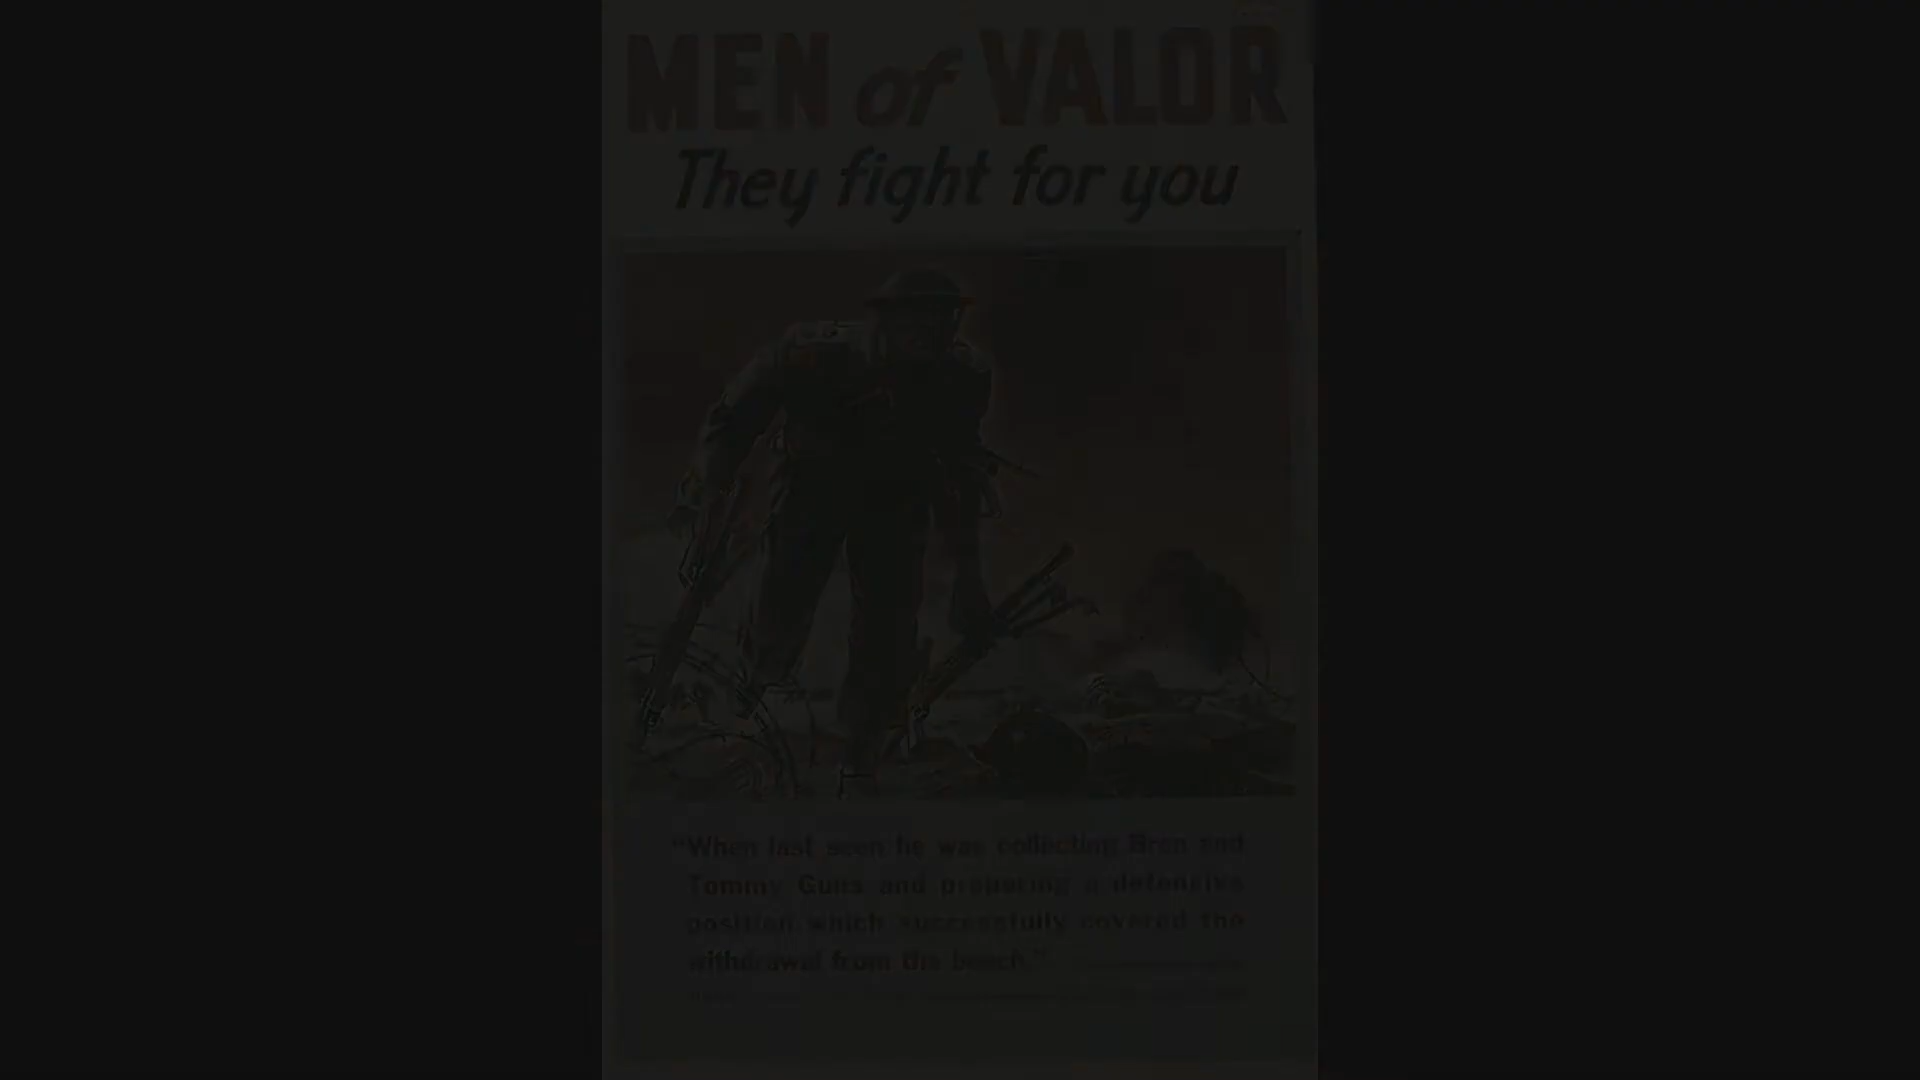 MEN of VALOR
They fight for you
"When last seen he was collecting Bren and
Tommy Guns and preparing a defensive
position which successfully covered the
withdrawal from the beach."